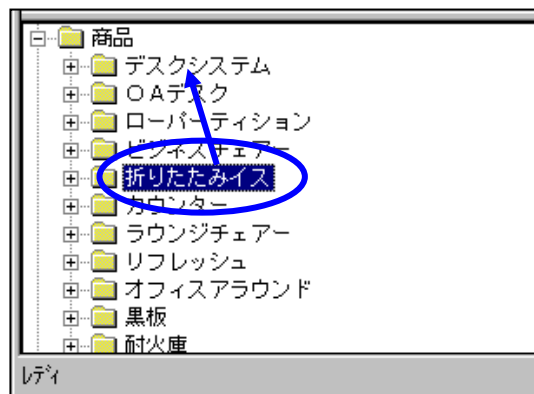 商品
デスクシステム
OAデスク
ローパーティション
ビジネスチェアー
折りたたみイス
カウンター
ラウンジチェアー
リフレッシュ
オフィスアラウンド
黒板
耐火庫
ﾚﾃﾞｨ